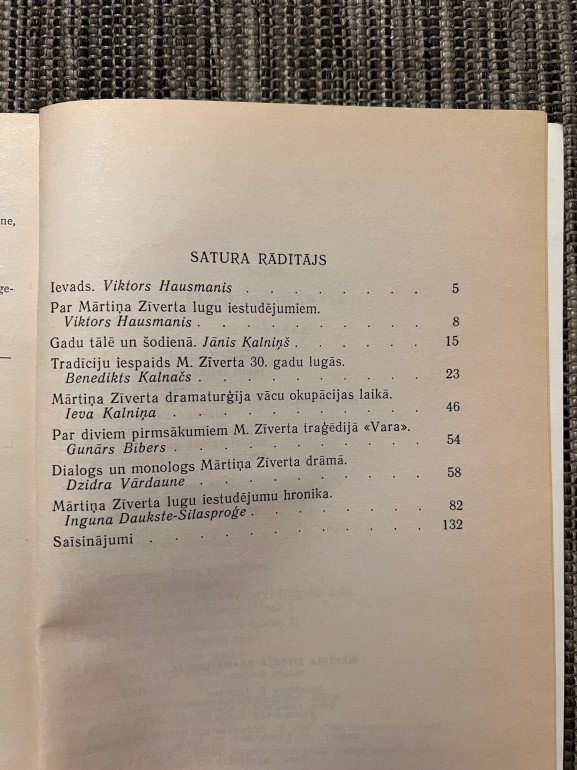 ne,
ge-
SATURA RĀDĪTĀJS
Ievads. Viktors Hausmanis . . . . . . . . 5
Par Mārtiņa Zīverta lugu iestudējumiem.
Viktors Hausmanis . . . . . . . . . 8
Gadu tālē un šodienā. Jānis Kalniņš . . . . . 15
Tradīciju iespaids M. Zīverta 30. gadu lugās.
Benedikts Kalnačs . . . . . . . . . 23
Mārtiņa Zīverta dramaturģija vācu okupācijas laikā.
Ieva Kalniņa . . . . . . . . . . 46
Par diviem pirmsākumiem M. Zīverta traģēdijā «Vara».
Gunārs Bībers . . . . . . . . . . 54
Dialogs un monologs Mārtiņa Zīverta drāmā.
Dzidra Vārdaune . . . . . . . . . 58
Mārtiņa Zīverta lugu iestudējumu hronika.
Inguna Daukste-Silasproģe . . . . . . . 82
Saīsinājumi . . . . . . . . . . . 132